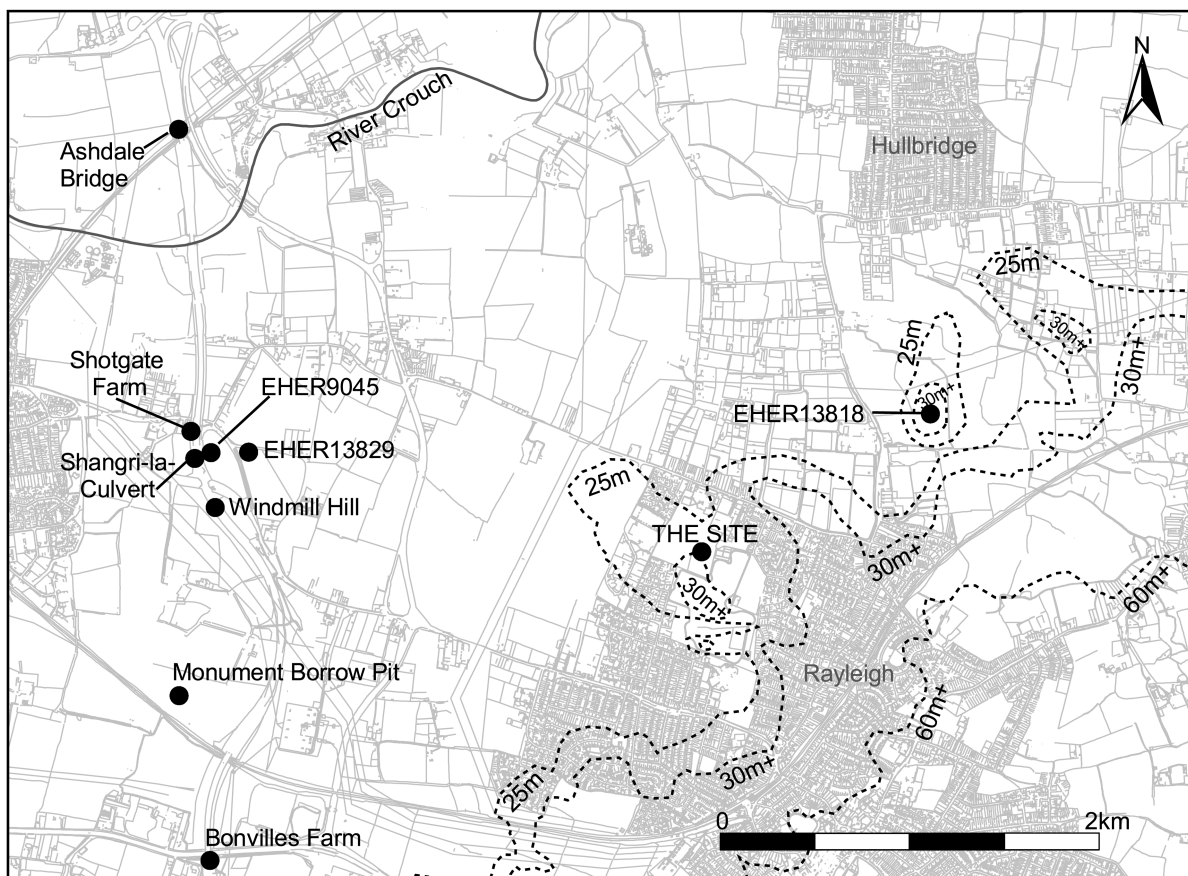 N
River Crouch
Hullbridge
Ashdale
Bridge
25m
30m+
30m+
25m
30m+
Shotgate
Farm
EHER9045
EHER13818
EHER13829
Shangri-la-
Culvert
25m
Windmill Hill
THE SITE
30m+
30m+
60m+
Monument Borrow Pit
Rayleigh
60m+
30m+
25m
0
2km
Bonvilles Farm